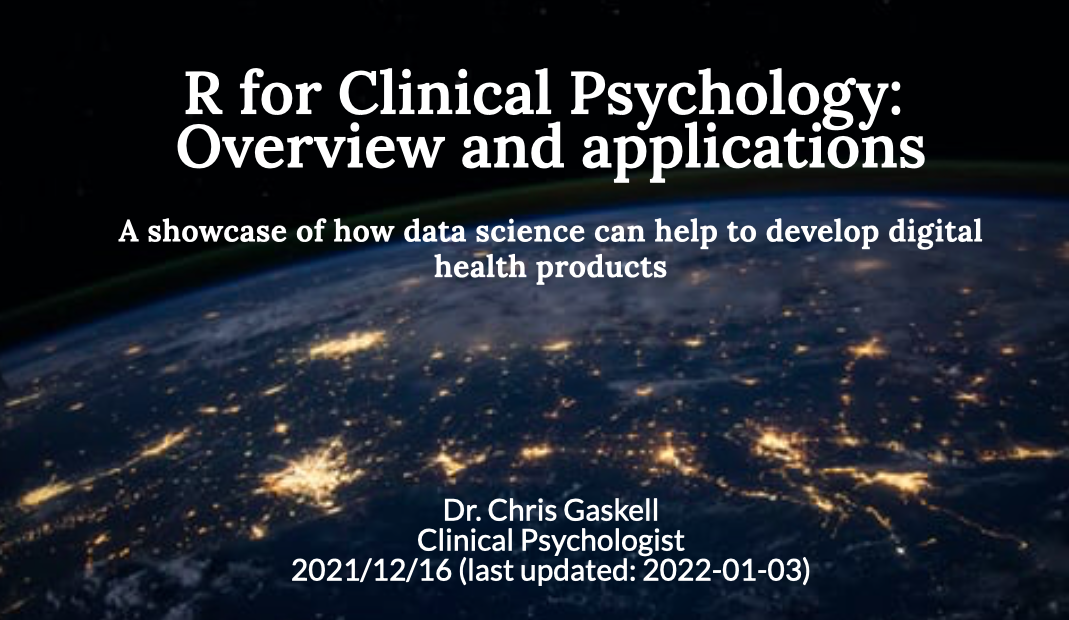 R for Clinical Psychology:
Overview and applications
A showcase of how data science can help to develop digital
health products
Dr. Chris Gaskell
Clinical Psychologist
2021/12/16 (last updated: 2022-01-03)